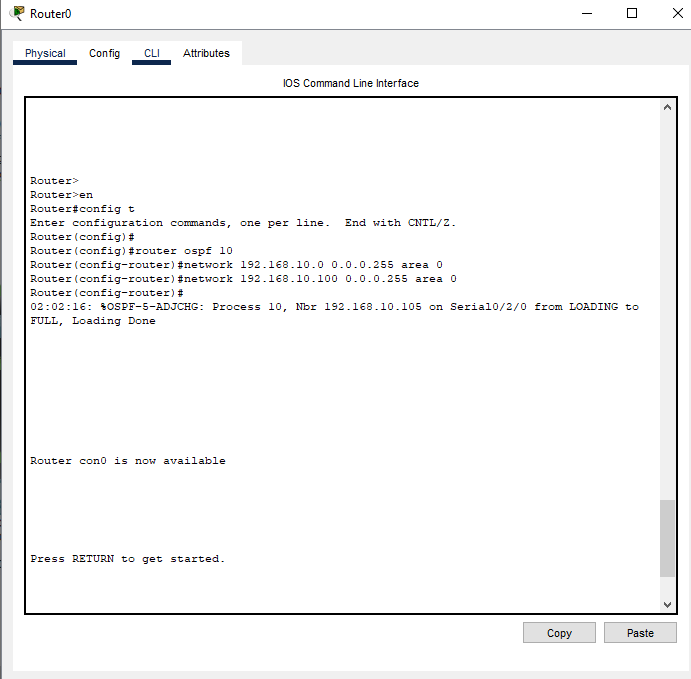 Router0
Physical Config CLI Attributes
IOS Command Line Interface
Router>
Router>en
Router#config t
Enter configuration commands, one per line.  End with CNTL/Z.
Router(config)#
Router(config)#router ospf 10
Router(config-router)#network 192.168.10.0 0.0.0.255 area 0
Router(config-router)#network 192.168.10.100 0.0.0.255 area 0
Router(config-router)#
02:02:16: %OSPF-5-ADJCHG: Process 10, Nbr 192.168.10.105 on Serial0/2/0 from LOADING to
FULL, Loading Done
Router con0 is now available
Press RETURN to get started.
Copy Paste